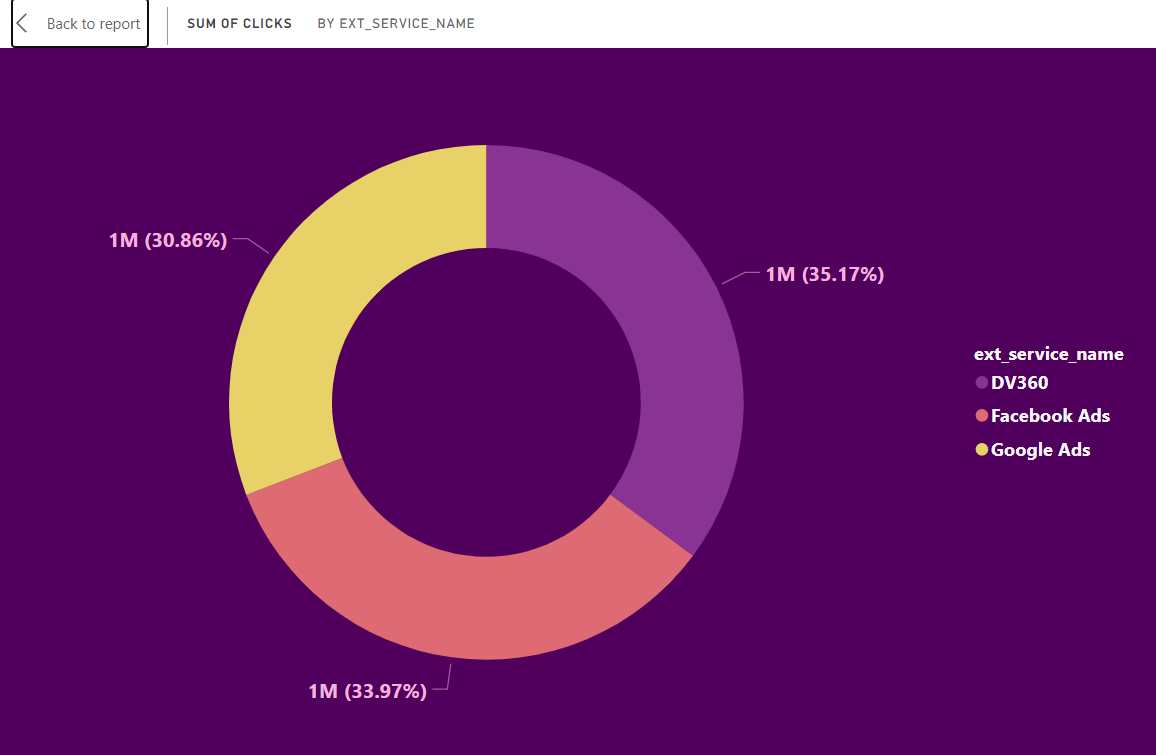 Back to report
SUM OF CLICKS BY EXT_SERVICE_NAME
1M (30.86%)
1M (35.17%)
1M (33.97%)
ext_service_name
DV360
Facebook Ads
Google Ads